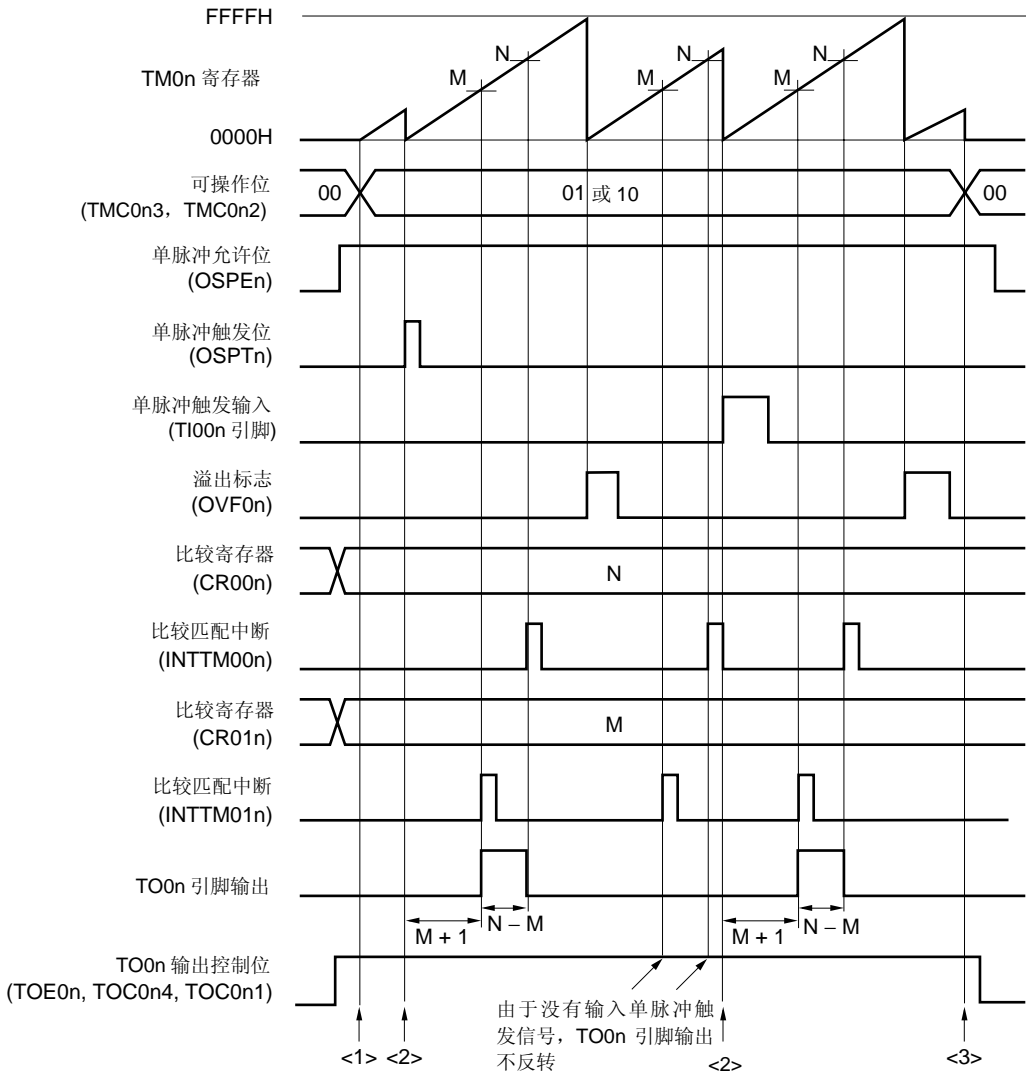 FFFFH
TM0n 寄存器
0000H
M
N
M
N
M
N
可操作位
(TMC0n3，TMC0n2)
00
01 或 10
00
单脉冲允许位
(OSPEn)
单脉冲触发位
(OSPTn)
单脉冲触发输入
(TI00n 引脚)
溢出标志
(OVF0n)
比较寄存器
(CR00n)
N
比较匹配中断
(INTTM00n)
比较寄存器
(CR01n)
M
比较匹配中断
(INTTM01n)
TO0n 引脚输出
M + 1
N – M
M + 1
N – M
TO0n 输出控制位
(TOE0n, TOC0n4, TOC0n1)
由于没有输入单脉冲触
发信号，TO0n 引脚输出
不反转
<1>
<2>
<2>
<3>